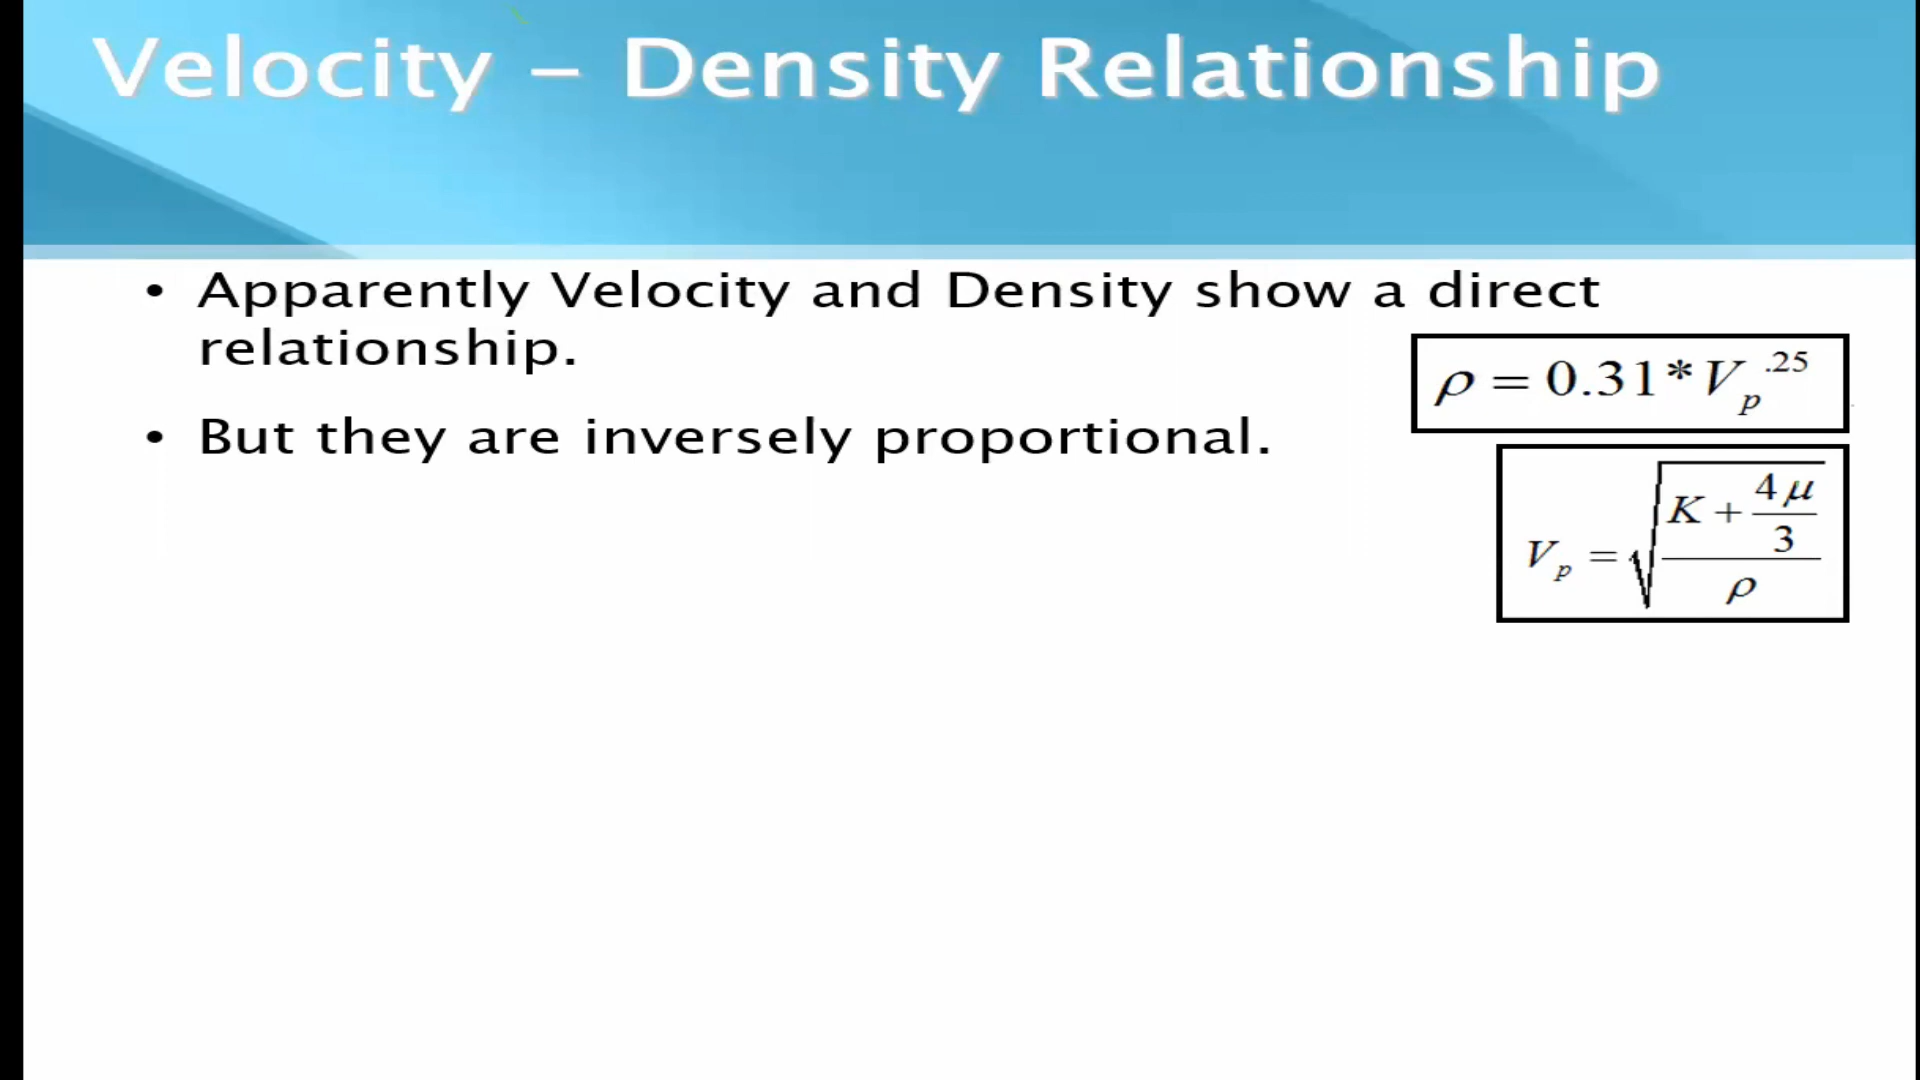 Velocity – Density Relationship
• Apparently Velocity and Density show a direct
relationship.
ρ = 0.31 * V_p^.25
• But they are inversely proportional.
V_p = √((K + 4μ/3)/ρ)